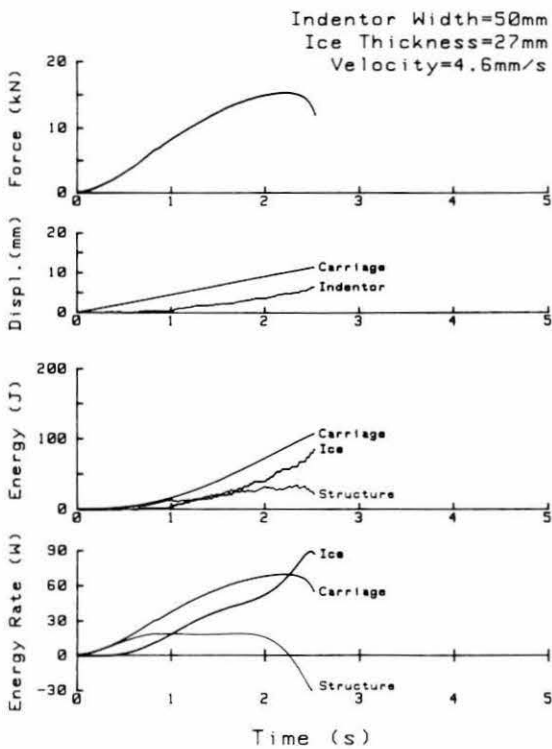 Indentor Width=50mm
Ice Thickness=27mm
Velocity=4.6mm/s
Force (kN)
20
10
0
0 1 2 3 4 5
Displ.(mm)
20
10
0
Carriage
Indentor
0 1 2 3 4 5
Energy (J)
200
100
0
Carriage
Ice
Structure
0 1 2 3 4 5
Energy Rate (W)
90
60
30
0
-30
Ice
Carriage
Structure
1 2 3 4 5
Time (s)